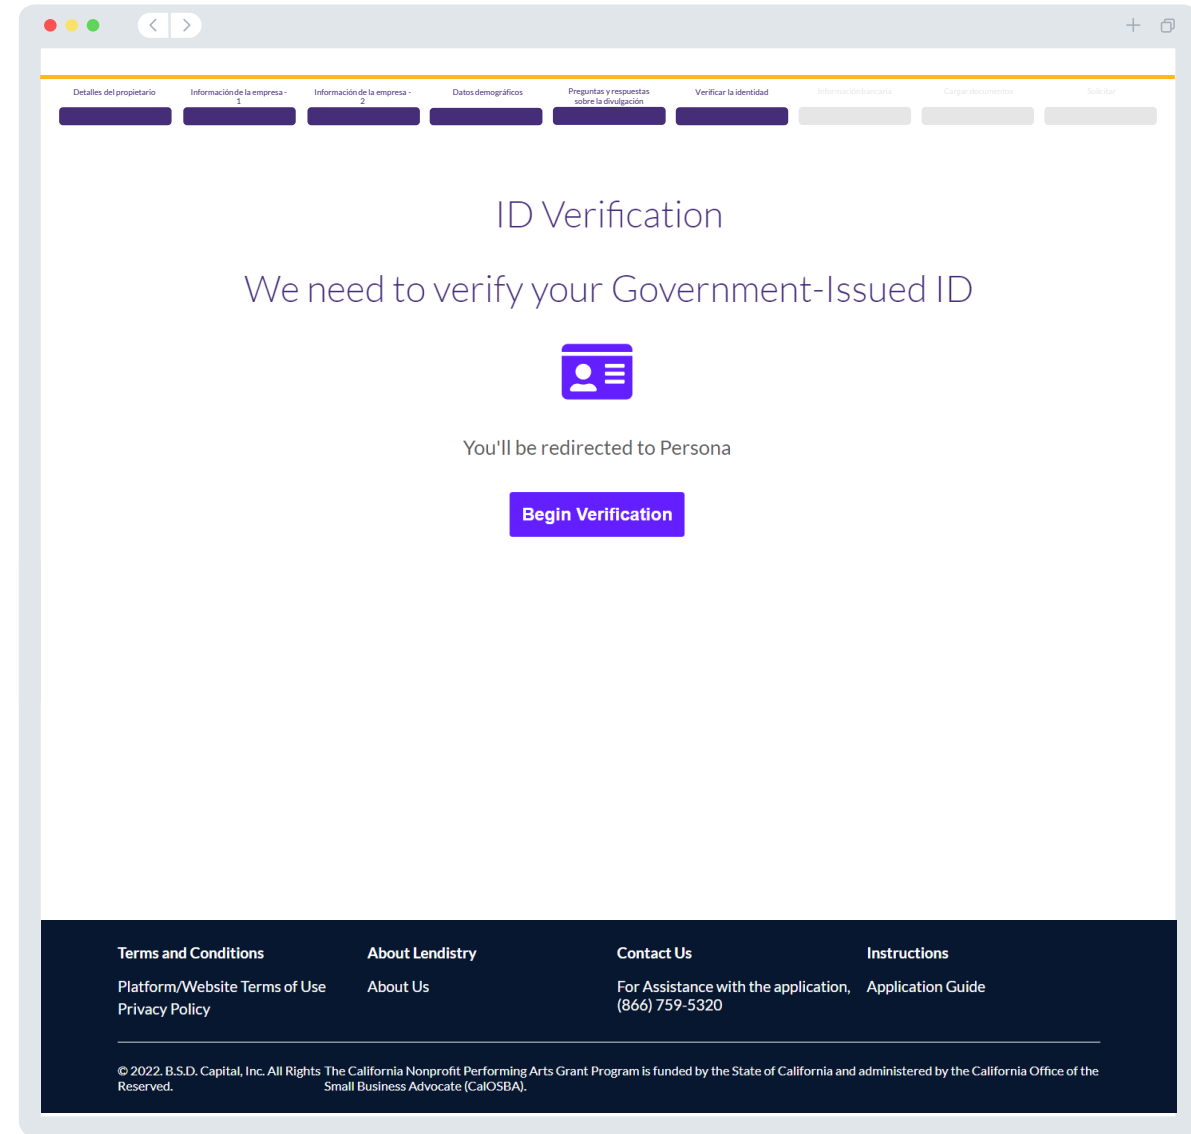 Detalles del propietario
Información de la empresa -
1
Información de la empresa -
2
Datos demográficos
Preguntas y respuestas
sobre la divulgación
Verificar la identidad
Información bancaria
Cargar documentos
Solicitar
ID Verification
We need to verify your Government-Issued ID
You'll be redirected to Persona
Begin Verification
Terms and Conditions
Platform/Website Terms of Use
Privacy Policy
About Lendistry
About Us
Contact Us
For Assistance with the application,
(866) 759-5320
Instructions
Application Guide
© 2022. B.S.D. Capital, Inc. All Rights
Reserved.
The California Nonprofit Performing Arts Grant Program is funded by the State of California and administered by the California Office of the
Small Business Advocate (CalOSBA).